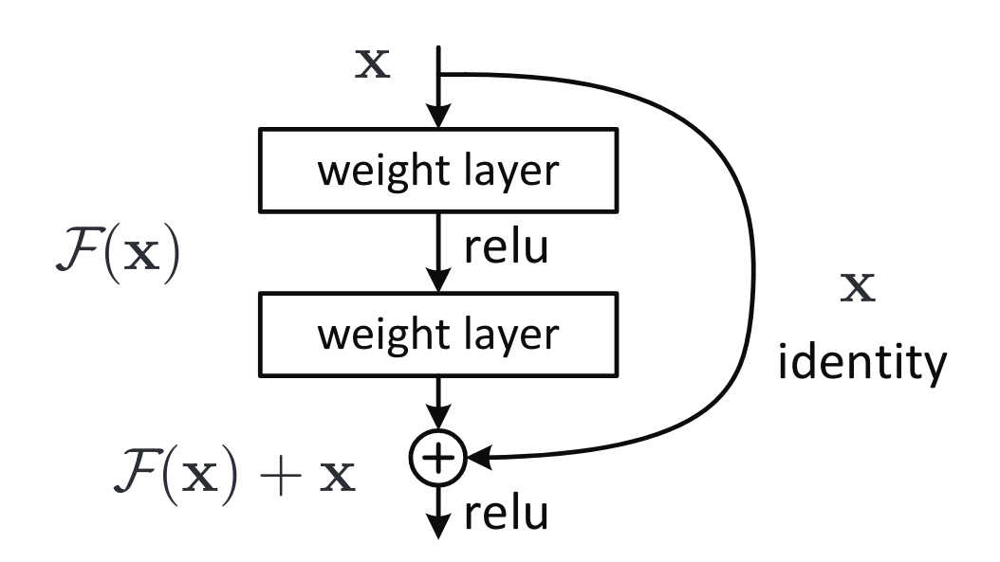 x
weight layer
F(x)
relu
x
weight layer
identity
F(x) + x
+
relu